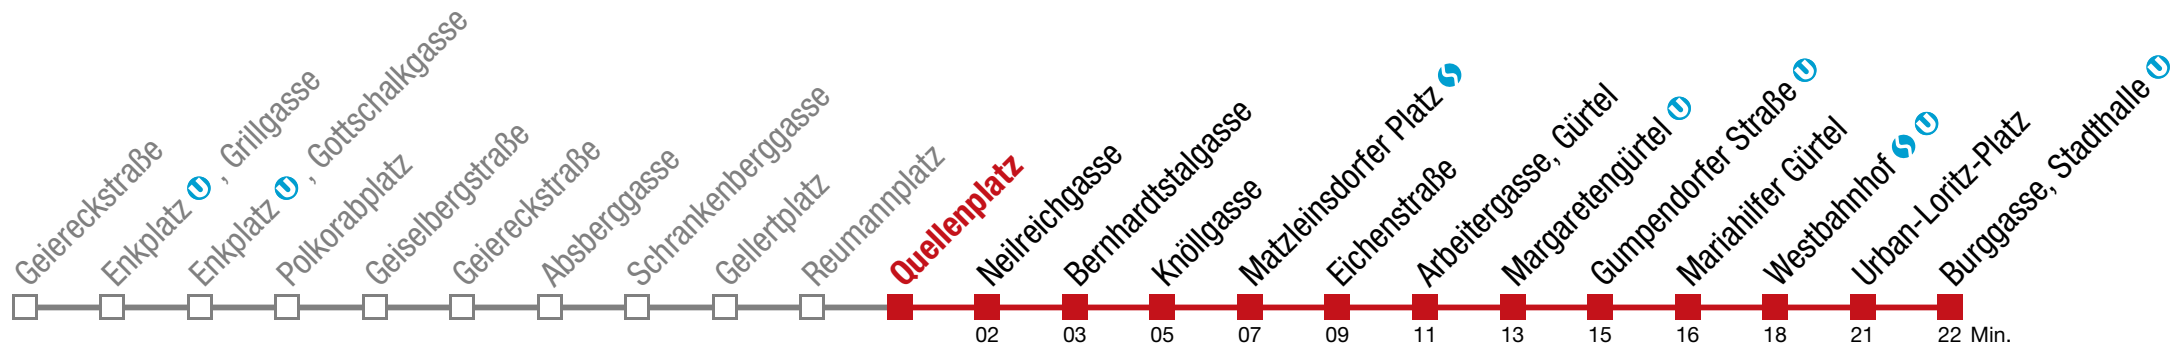 Geiereckstraße
Enkplatz U, Grillgasse
Enkplatz U, Gottschalkgasse
Polkorabplatz
Geiselbergstraße
Geiereckstraße
Absberggasse
Schrankenberggasse
Gellertplatz
Reumannplatz
Quellenplatz
Neilreichgasse
Bernhardtstalgasse
Knöllgasse
Matzleinsdorfer Platz S
Eichenstraße
Arbeitergasse, Gürtel
Margaretengürtel U
Gumpendorfer Straße U
Mariahilfer Gürtel
Westbahnhof S U
Urban-Loritz-Platz
Burggasse, Stadthalle U
02 03 05 07 09 11 13 15 16 18 21 22 Min.